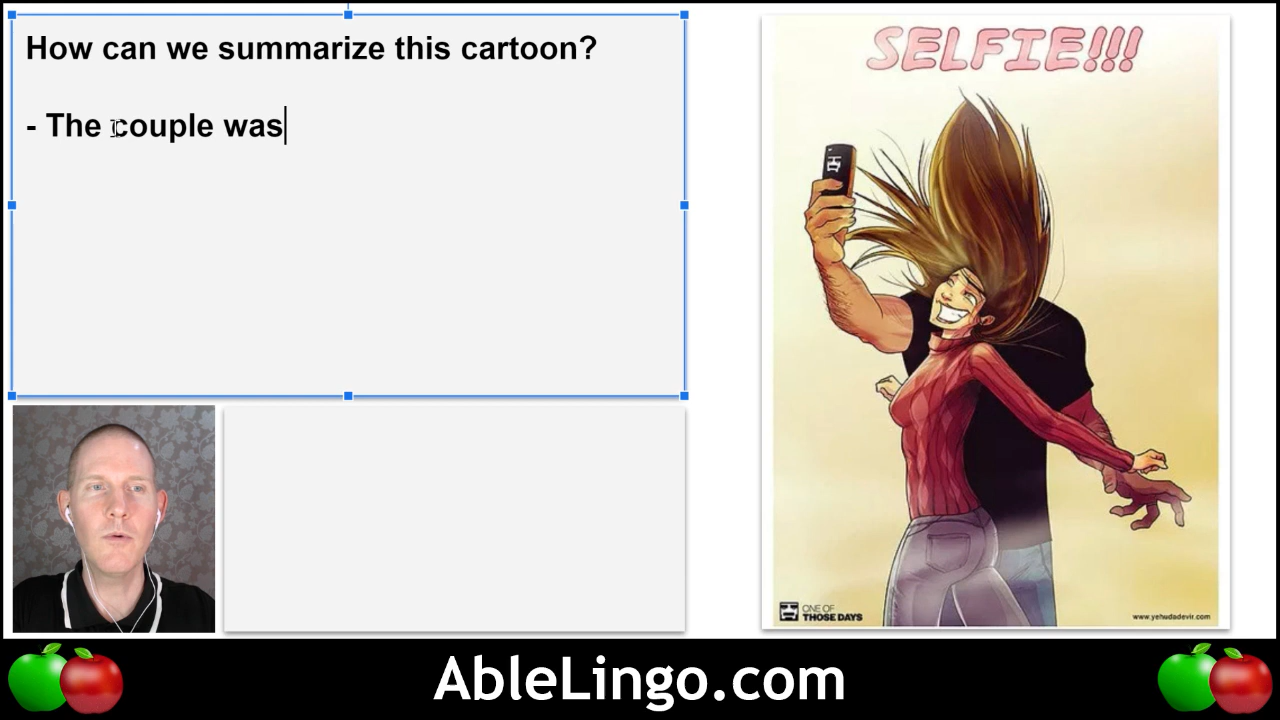 How can we summarize this cartoon?
- The couple was
SELFIE!!!
ONE OF
THOSE DAYS
www.yehudadevir.com
AbleLingo.com